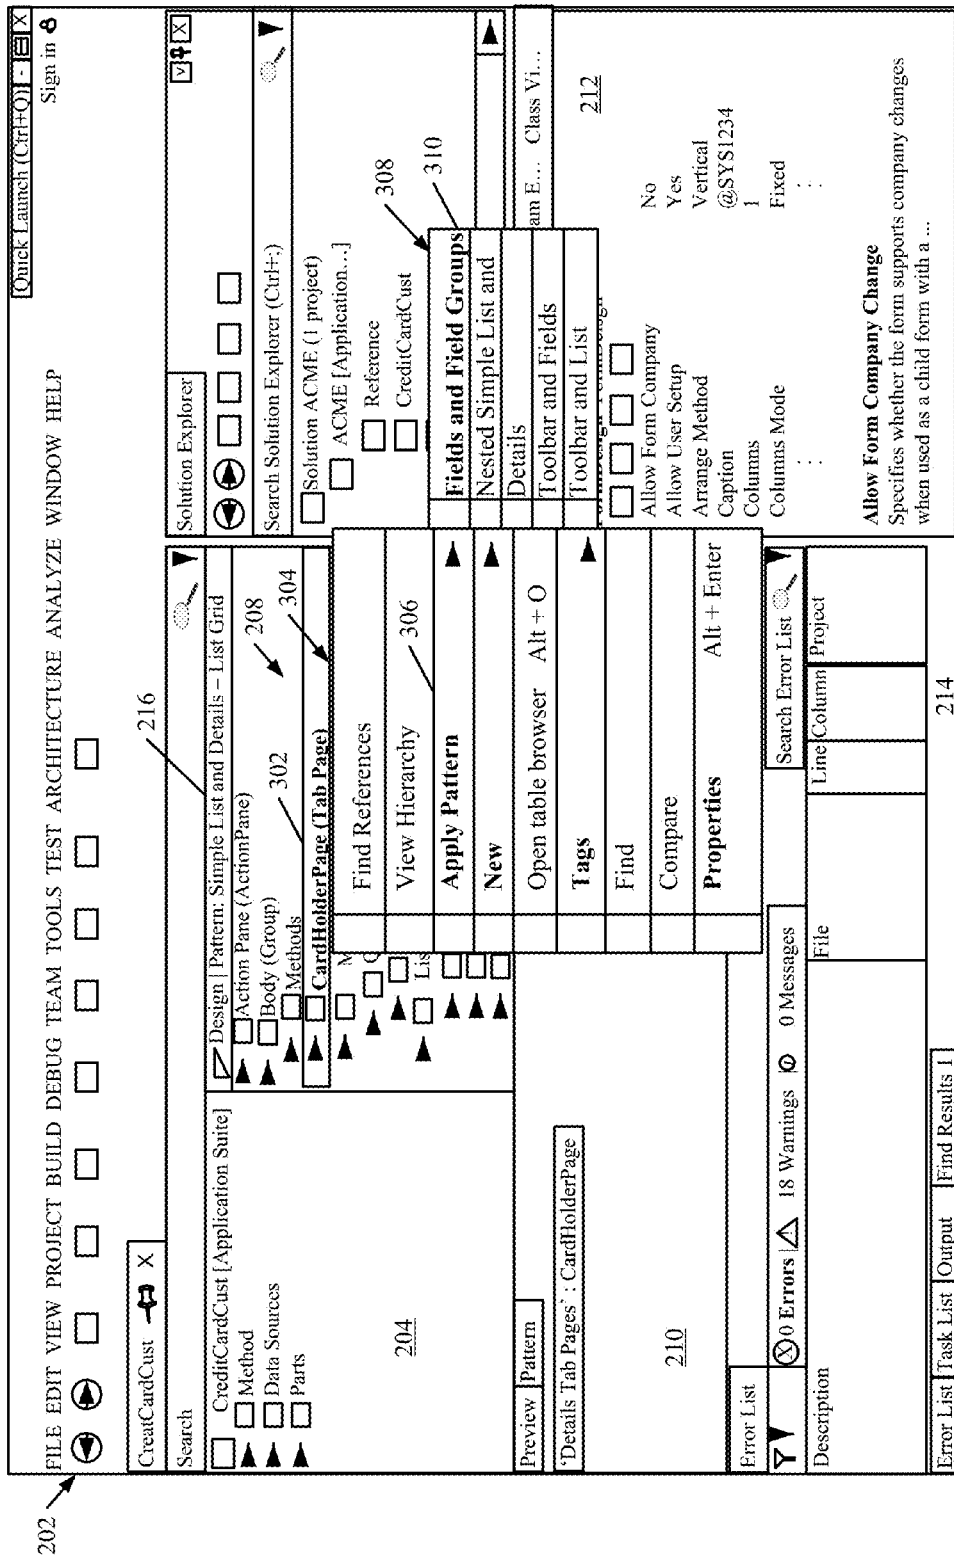 202
Quick Launch (Ctrl+Q) - X
FILE EDIT VIEW PROJECT BUILD DEBUG TEAM TOOLS TEST ARCHITECTURE ANALYZE WINDOW HELP
Sign in
CreatCardCust X
216
Search
CreditCardCust [Application Suite]
Method
Data Sources
Parts
204
Design | Pattern: Simple List and Details – List Grid
Action Pane (ActionPane)
Body (Group)
Methods
302
208
304
CardHolderPage (Tab Page)
M
Lis
Find References
View Hierarchy
306
Apply Pattern
New
Open table browser Alt + O
Tags
Find
Compare
Properties Alt + Enter
308
310
Fields and Field Groups
Nested Simple List and
Details
Toolbar and Fields
Toolbar and List
Solution Explorer
v X
Search Solution Explorer (Ctrl+;)
Solution ACME (1 project)
ACME [Application...]
Reference
CreditCardCust
am E... Class Vi...
212
Allow Form Company No
Allow User Setup Yes
Arrange Method Vertical
Caption @SYS1234
Columns 1
Columns Mode Fixed
: :
Allow Form Company Change
Specifies whether the form supports company changes
when used as a child form with a ...
Preview Pattern
'Details Tab Pages` : CardHolderPage
210
Error List
X 0 Errors 18 Warnings 0 Messages
Search Error List
Description File Line Column Project
Error List Task List Output Find Results 1
214